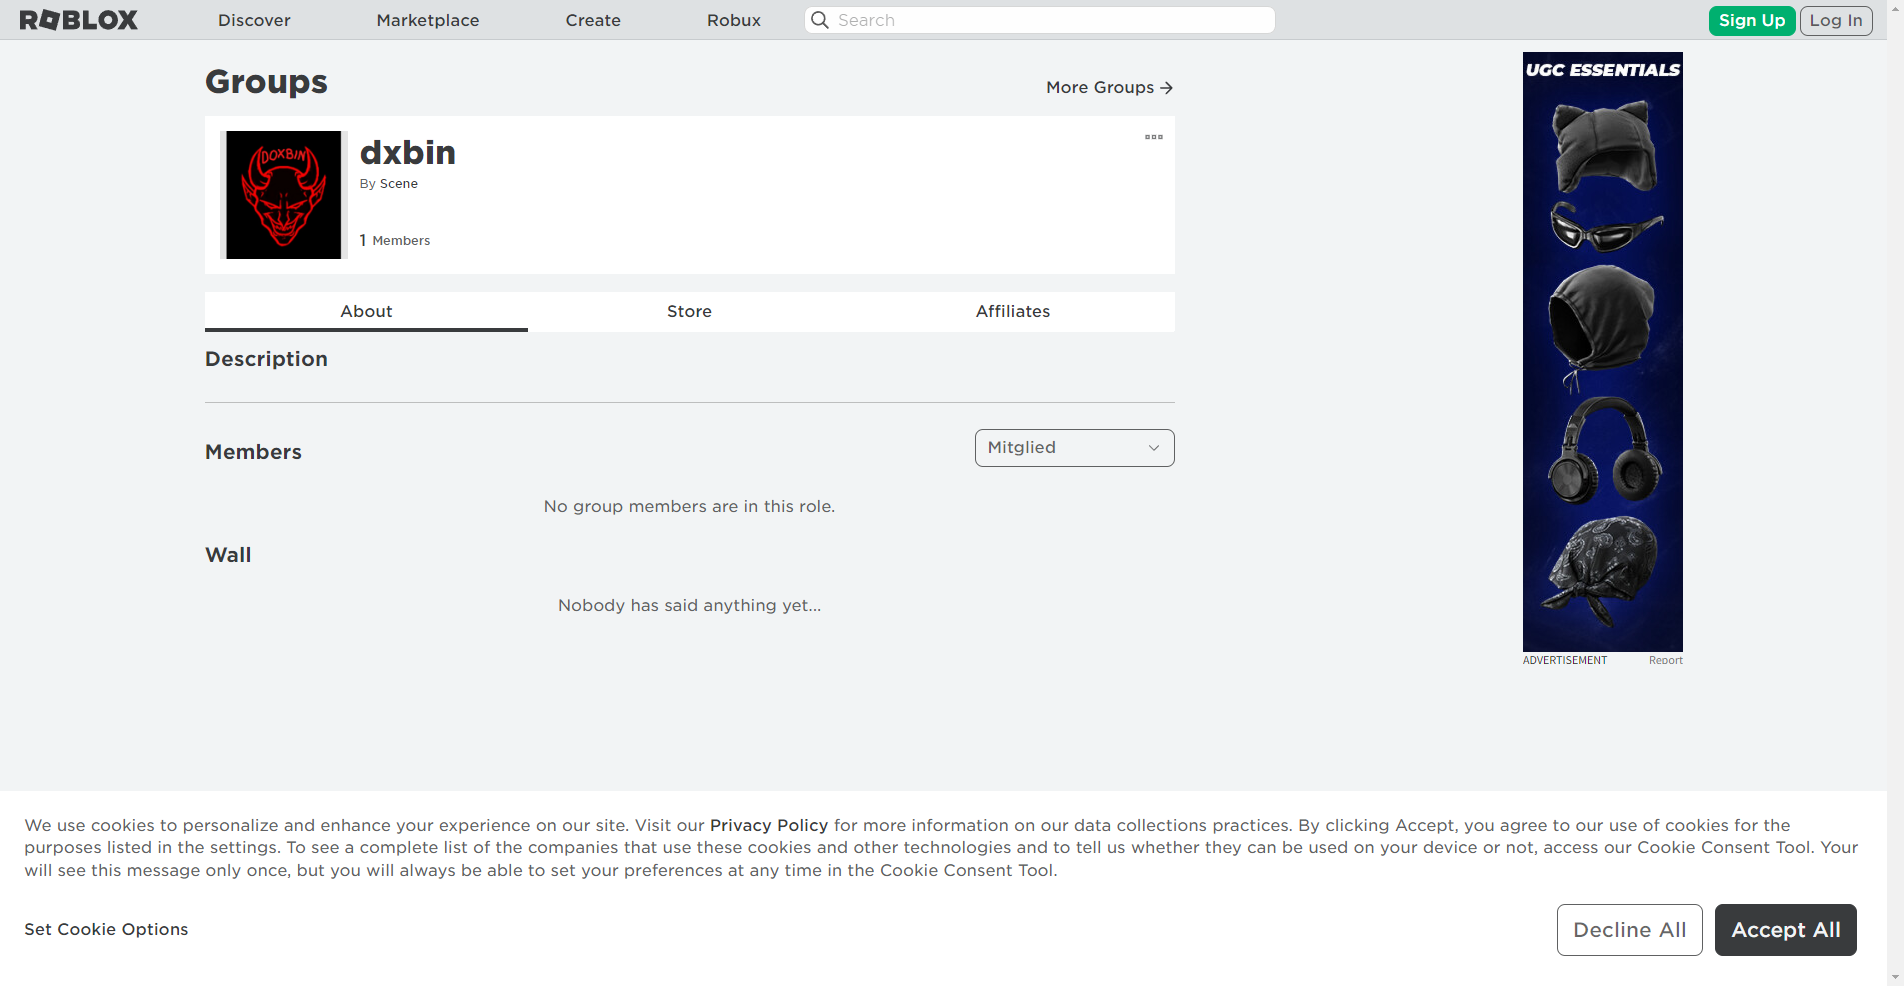 ROBLOX
Discover
Marketplace
Create
Robux
Search
Sign Up
Log In
Groups
More Groups
DOXBIN
dxbin
By Scene
1 Members
About
Store
Affiliates
Description
Members
Mitglied
No group members are in this role.
Wall
Nobody has said anything yet...
UGC ESSENTIALS
ADVERTISEMENT
Report
We use cookies to personalize and enhance your experience on our site. Visit our Privacy Policy for more information on our data collections practices. By clicking Accept, you agree to our use of cookies for the
purposes listed in the settings. To see a complete list of the companies that use these cookies and other technologies and to tell us whether they can be used on your device or not, access our Cookie Consent Tool. Your
will see this message only once, but you will always be able to set your preferences at any time in the Cookie Consent Tool.
Set Cookie Options
Decline All
Accept All